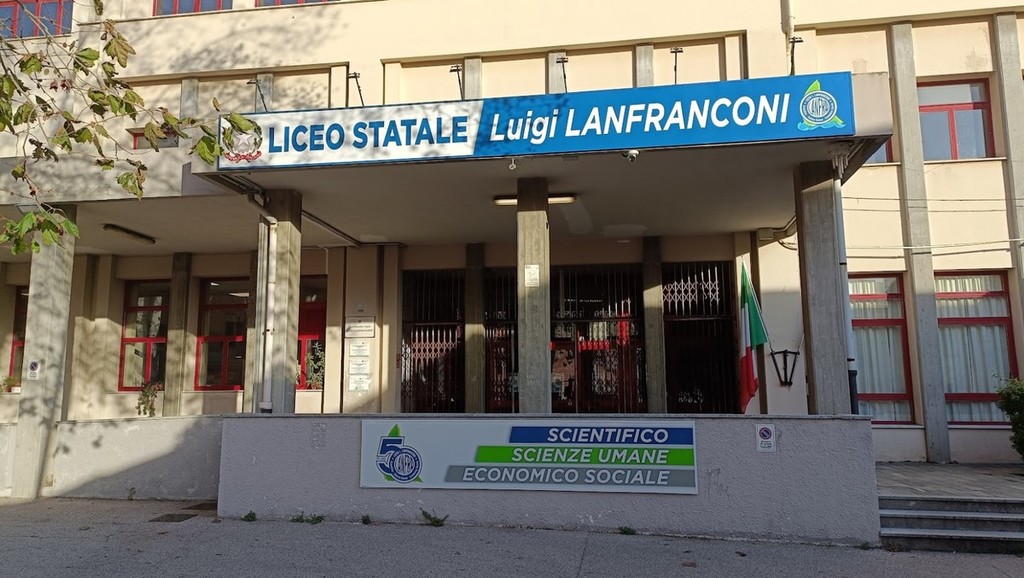 LICEO STATALE Luigi LANFRANCONI
SCIENTIFICO
SCIENZE UMANE
ECONOMICO SOCIALE